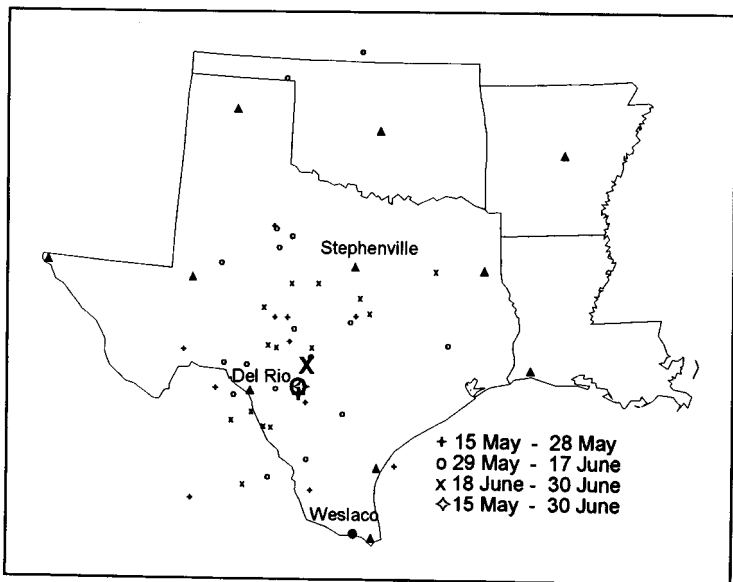 Stephenville
Del Rio
Weslaco
+ 15 May - 28 May
o 29 May - 17 June
x 18 June - 30 June
✧ 15 May - 30 June